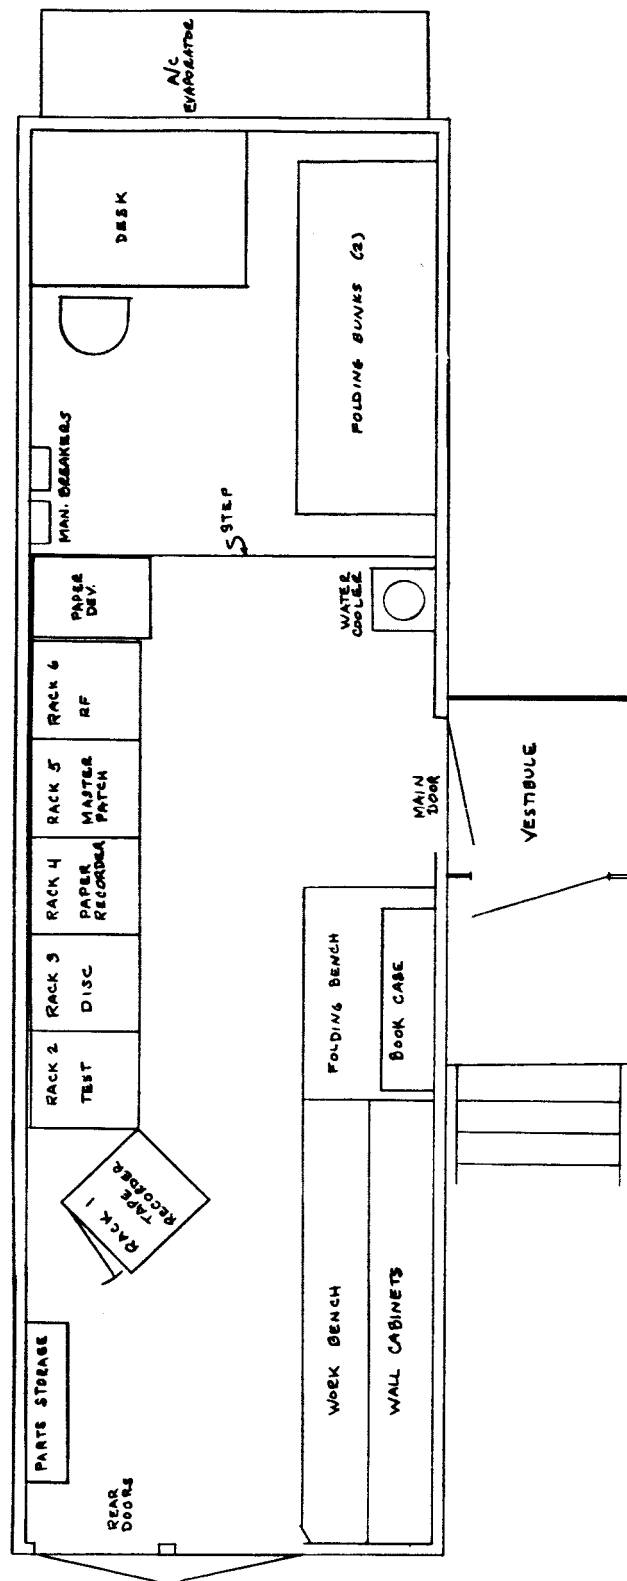 A/C
EVAPORATOR
DESK
FOLDING BUNKS (2)
MAN. BREAKERS
STEP
PAPER
DEV.
WATER
COOLER
RACK 6
RF
RACK 5
MASTER
PATCH
RACK 4
PAPER
RECORDER
RACK 3
DISC
RACK 2
TEST
RACK 1
TAPE
RECORDER
MAIN
DOOR
VESTIBULE
FOLDING BENCH
BOOK CASE
WORK BENCH
WALL CABINETS
PARTS STORAGE
REAR
DOORS